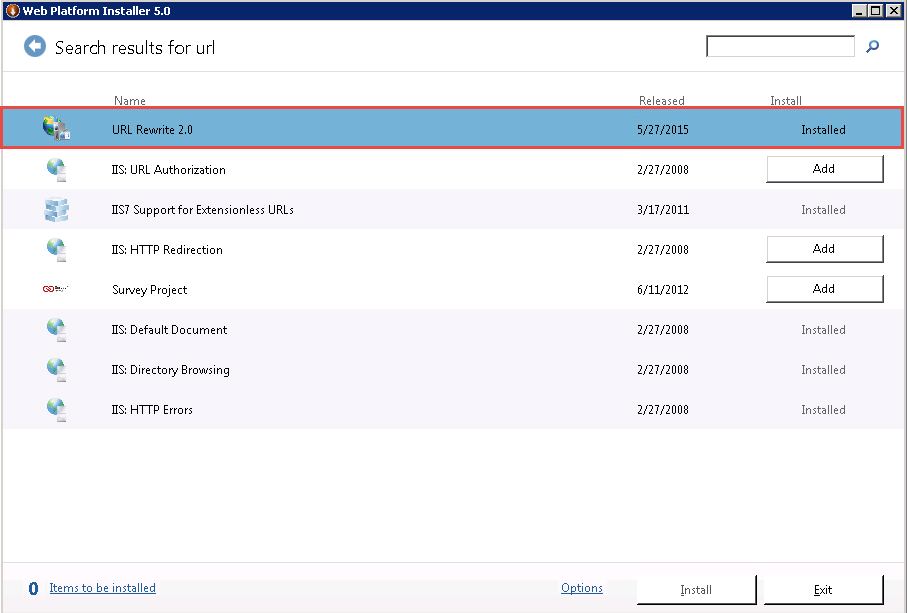 Web Platform Installer 5.0
Search results for url
Name Released Install
URL Rewrite 2.0 5/27/2015 Installed
IIS: URL Authorization 2/27/2008 Add
IIS7 Support for Extensionless URLs 3/17/2011 Installed
IIS: HTTP Redirection 2/27/2008 Add
Survey Project 6/11/2012 Add
IIS: Default Document 2/27/2008 Installed
IIS: Directory Browsing 2/27/2008 Installed
IIS: HTTP Errors 2/27/2008 Installed
0 Items to be installed Options Install Exit